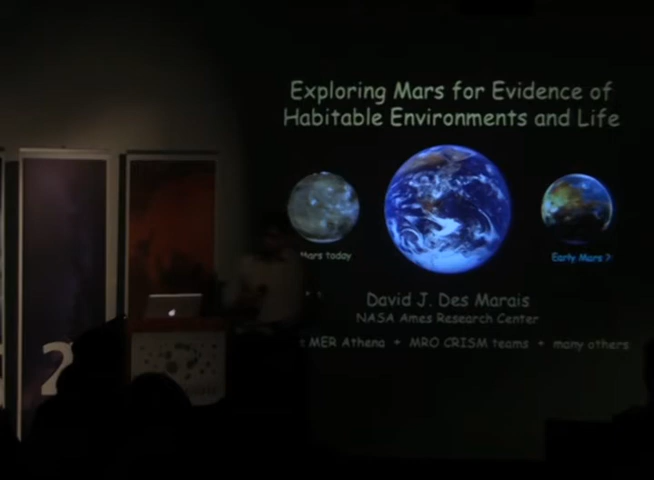 Exploring Mars for Evidence of
Habitable Environments and Life
Mars today
Early Mars ?
David J. Des Marais
NASA Ames Research Center
MER Athena + MRO CRISM teams + many others
2